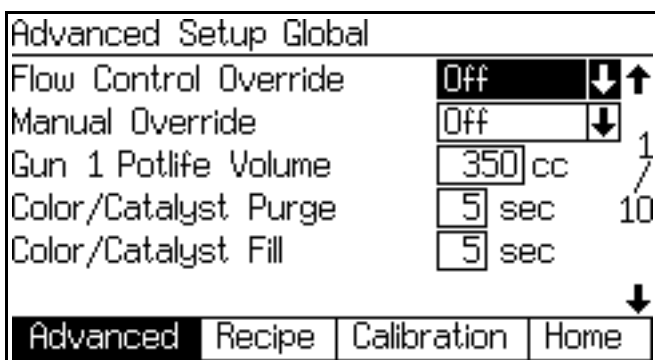 Advanced Setup Global
Flow Control Override Off
Manual Override Off
Gun 1 Potlife Volume 350 cc
Color/Catalyst Purge 5 sec
Color/Catalyst Fill 5 sec
1/10
Advanced Recipe Calibration Home